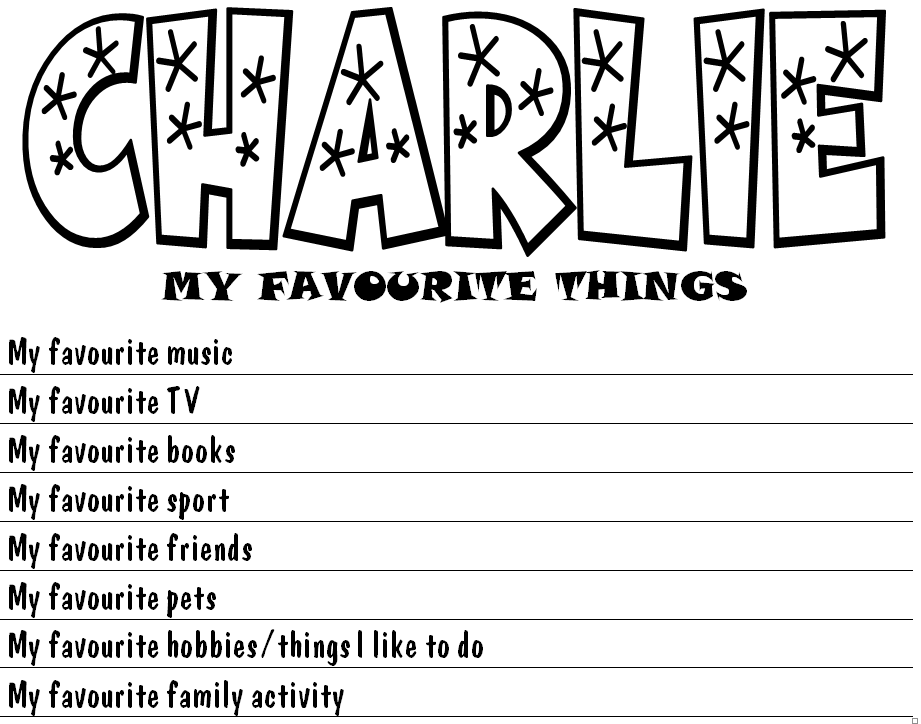 CHARLIE
MY FAVOURITE THINGS
My favourite music
My favourite TV
My favourite books
My favourite sport
My favourite friends
My favourite pets
My favourite hobbies/things I like to do
My favourite family activity